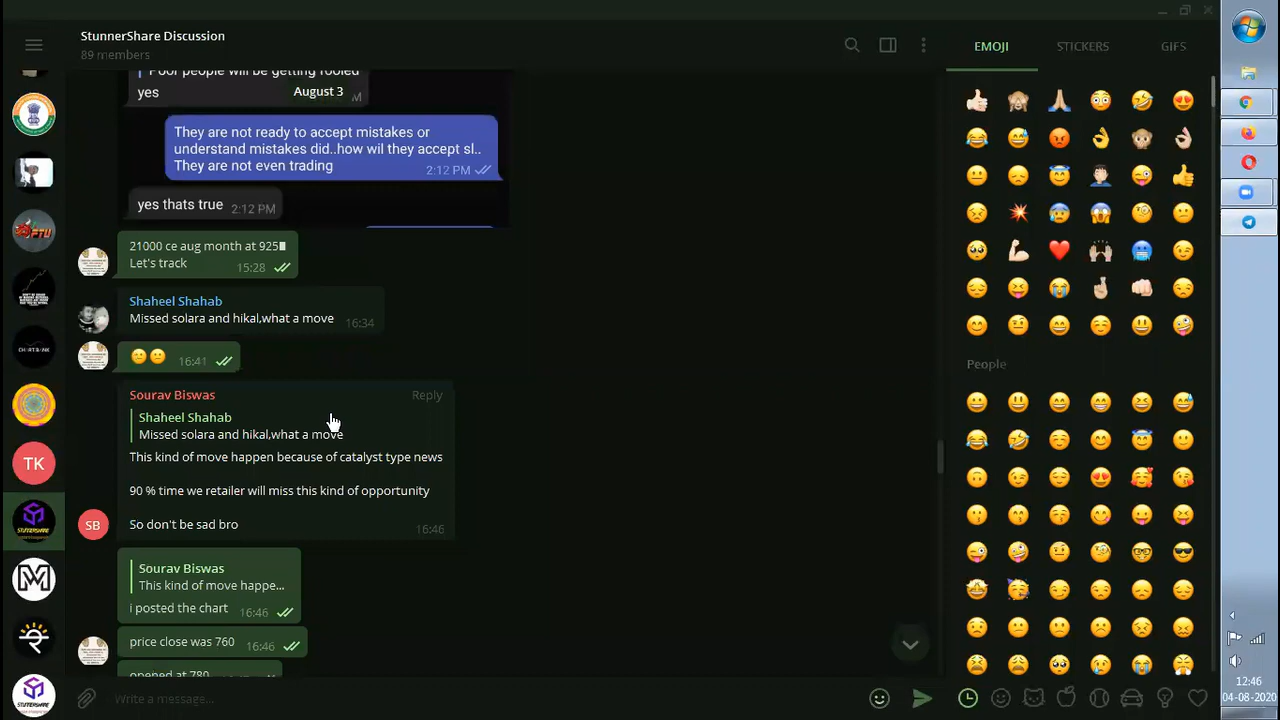 StunnerShare Discussion
89 members
EMOJI
STICKERS
GIFS
Poor people will be getting fooled
yes
August 3
They are not ready to accept mistakes or
understand mistakes did..how wil they accept sl..
They are not even trading
2:12 PM
yes thats true
2:12 PM
21000 ce aug month at 925
Let's track
15:28
Shaheel Shahab
Missed solara and hikal,what a move
16:34
16:41
Sourav Biswas
Reply
Shaheel Shahab
Missed solara and hikal,what a move
This kind of move happen because of catalyst type news
90 % time we retailer will miss this kind of opportunity
So don't be sad bro
16:46
SB
Sourav Biswas
This kind of move happe...
i posted the chart
16:46
price close was 760
16:46
opened at 780
Write a message...
People
TK
CHARTBANK
12:46
04-08-2020